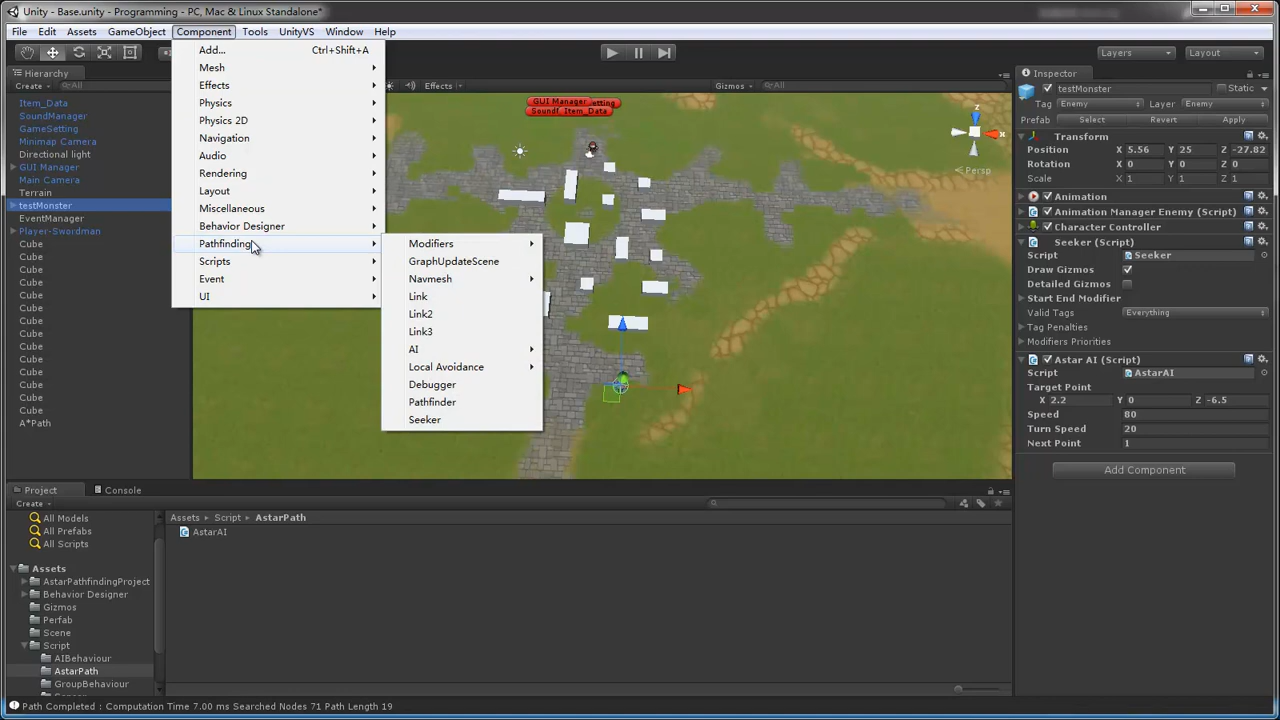 Unity - Base.unity - Programming - PC, Mac & Linux Standalone*
File Edit Assets GameObject Component Tools UnityVS Window Help
Layers Layout
Hierarchy
Create All
Item_Data
SoundManager
GameSetting
Minimap Camera
Directional light
GUI Manager
Main Camera
Terrain
testMonster
EventManager
Player-Swordman
Cube
Cube
Cube
Cube
Cube
Cube
Cube
Cube
Cube
Cube
Cube
Cube
Cube
Cube
A*Path
Add... Ctrl+Shift+A
Mesh
Effects
Physics
Physics 2D
Navigation
Audio
Rendering
Layout
Miscellaneous
Behavior Designer
Pathfinding
Scripts
Event
UI
Modifiers
GraphUpdateScene
Navmesh
Link
Link2
Link3
AI
Local Avoidance
Debugger
Pathfinder
Seeker
Effects Gizmos All
GUI Manager etting
Soundf Item_Data
z
x
Persp
Inspector
testMonster Static
Tag Enemy Layer Enemy
Prefab Select Revert Apply
Transform
Position X 5.56 Y 25 Z -27.82
Rotation X 0 Y 0 Z 0
Scale X 1 Y 1 Z 1
Animation
Animation Manager Enemy (Script)
Character Controller
Seeker (Script)
Script Seeker
Draw Gizmos
Detailed Gizmos
Start End Modifier
Valid Tags Everything
Tag Penalties
Modifiers Priorities
Astar AI (Script)
Script AstarAI
Target Point
X 2.2 Y 0 Z -6.5
Speed 80
Turn Speed 20
Next Point 1
Add Component
Project Console
Create
All Models
All Prefabs
All Scripts
Assets
AstarPathfindingProject
Behavior Designer
Gizmos
Perfab
Scene
Script
AIBehaviour
AstarPath
GroupBehaviour
Assets Script AstarPath
AstarAI
Path Completed : Computation Time 7.00 ms Searched Nodes 71 Path Length 19